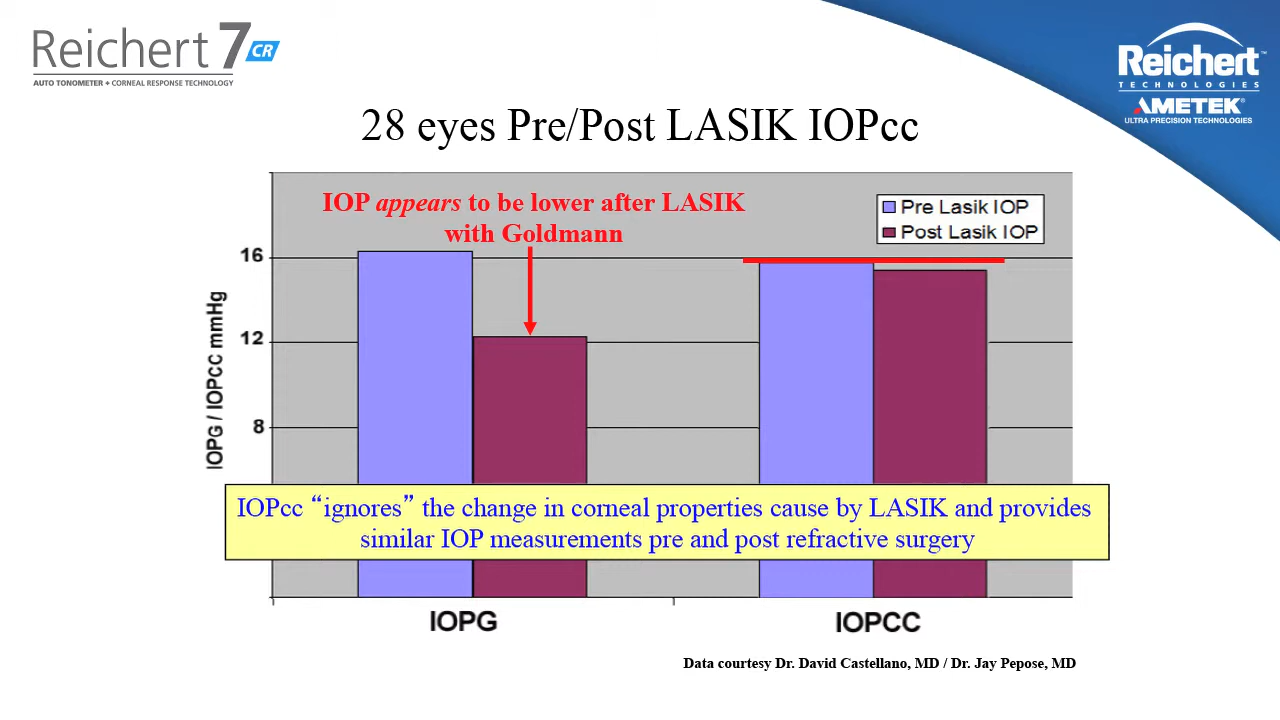 Reichert 7 CR
AUTO TONOMETER + CORNEAL RESPONSE TECHNOLOGY
Reichert™
TECHNOLOGIES
AMETEK®
ULTRA PRECISION TECHNOLOGIES
28 eyes Pre/Post LASIK IOPcc
IOP appears to be lower after LASIK
with Goldmann
Pre Lasik IOP
Post Lasik IOP
16
12
8
IOPG / IOPCC mmHg
IOPcc “ignores” the change in corneal properties cause by LASIK and provides
similar IOP measurements pre and post refractive surgery
IOPG
IOPCC
Data courtesy Dr. David Castellano, MD / Dr. Jay Pepose, MD